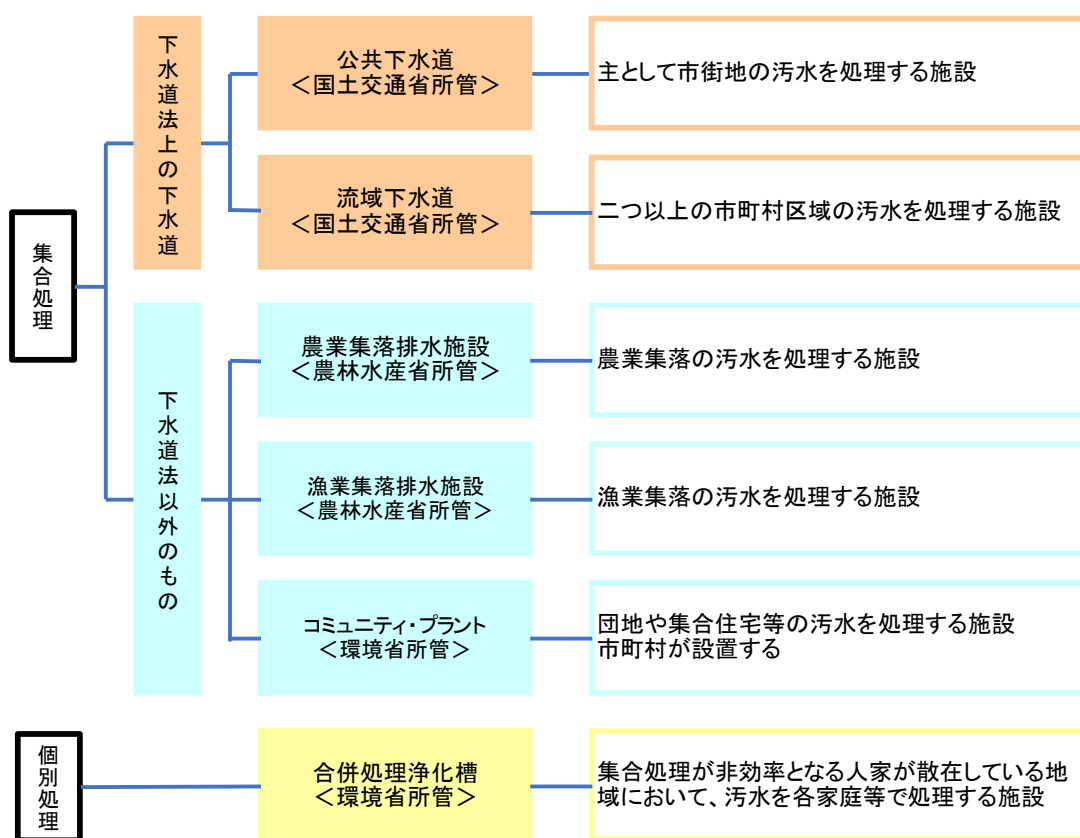 集合処理
下水道法上の下水道
公共下水道
＜国土交通省所管＞
主として市街地の汚水を処理する施設
流域下水道
＜国土交通省所管＞
二つ以上の市町村区域の汚水を処理する施設
下水道法以外のもの
農業集落排水施設
＜農林水産省所管＞
農業集落の汚水を処理する施設
漁業集落排水施設
＜農林水産省所管＞
漁業集落の汚水を処理する施設
コミュニティ・プラント
＜環境省所管＞
団地や集合住宅等の汚水を処理する施設
市町村が設置する
個別処理
合併処理浄化槽
＜環境省所管＞
集合処理が非効率となる人家が散在している地
域において、汚水を各家庭等で処理する施設